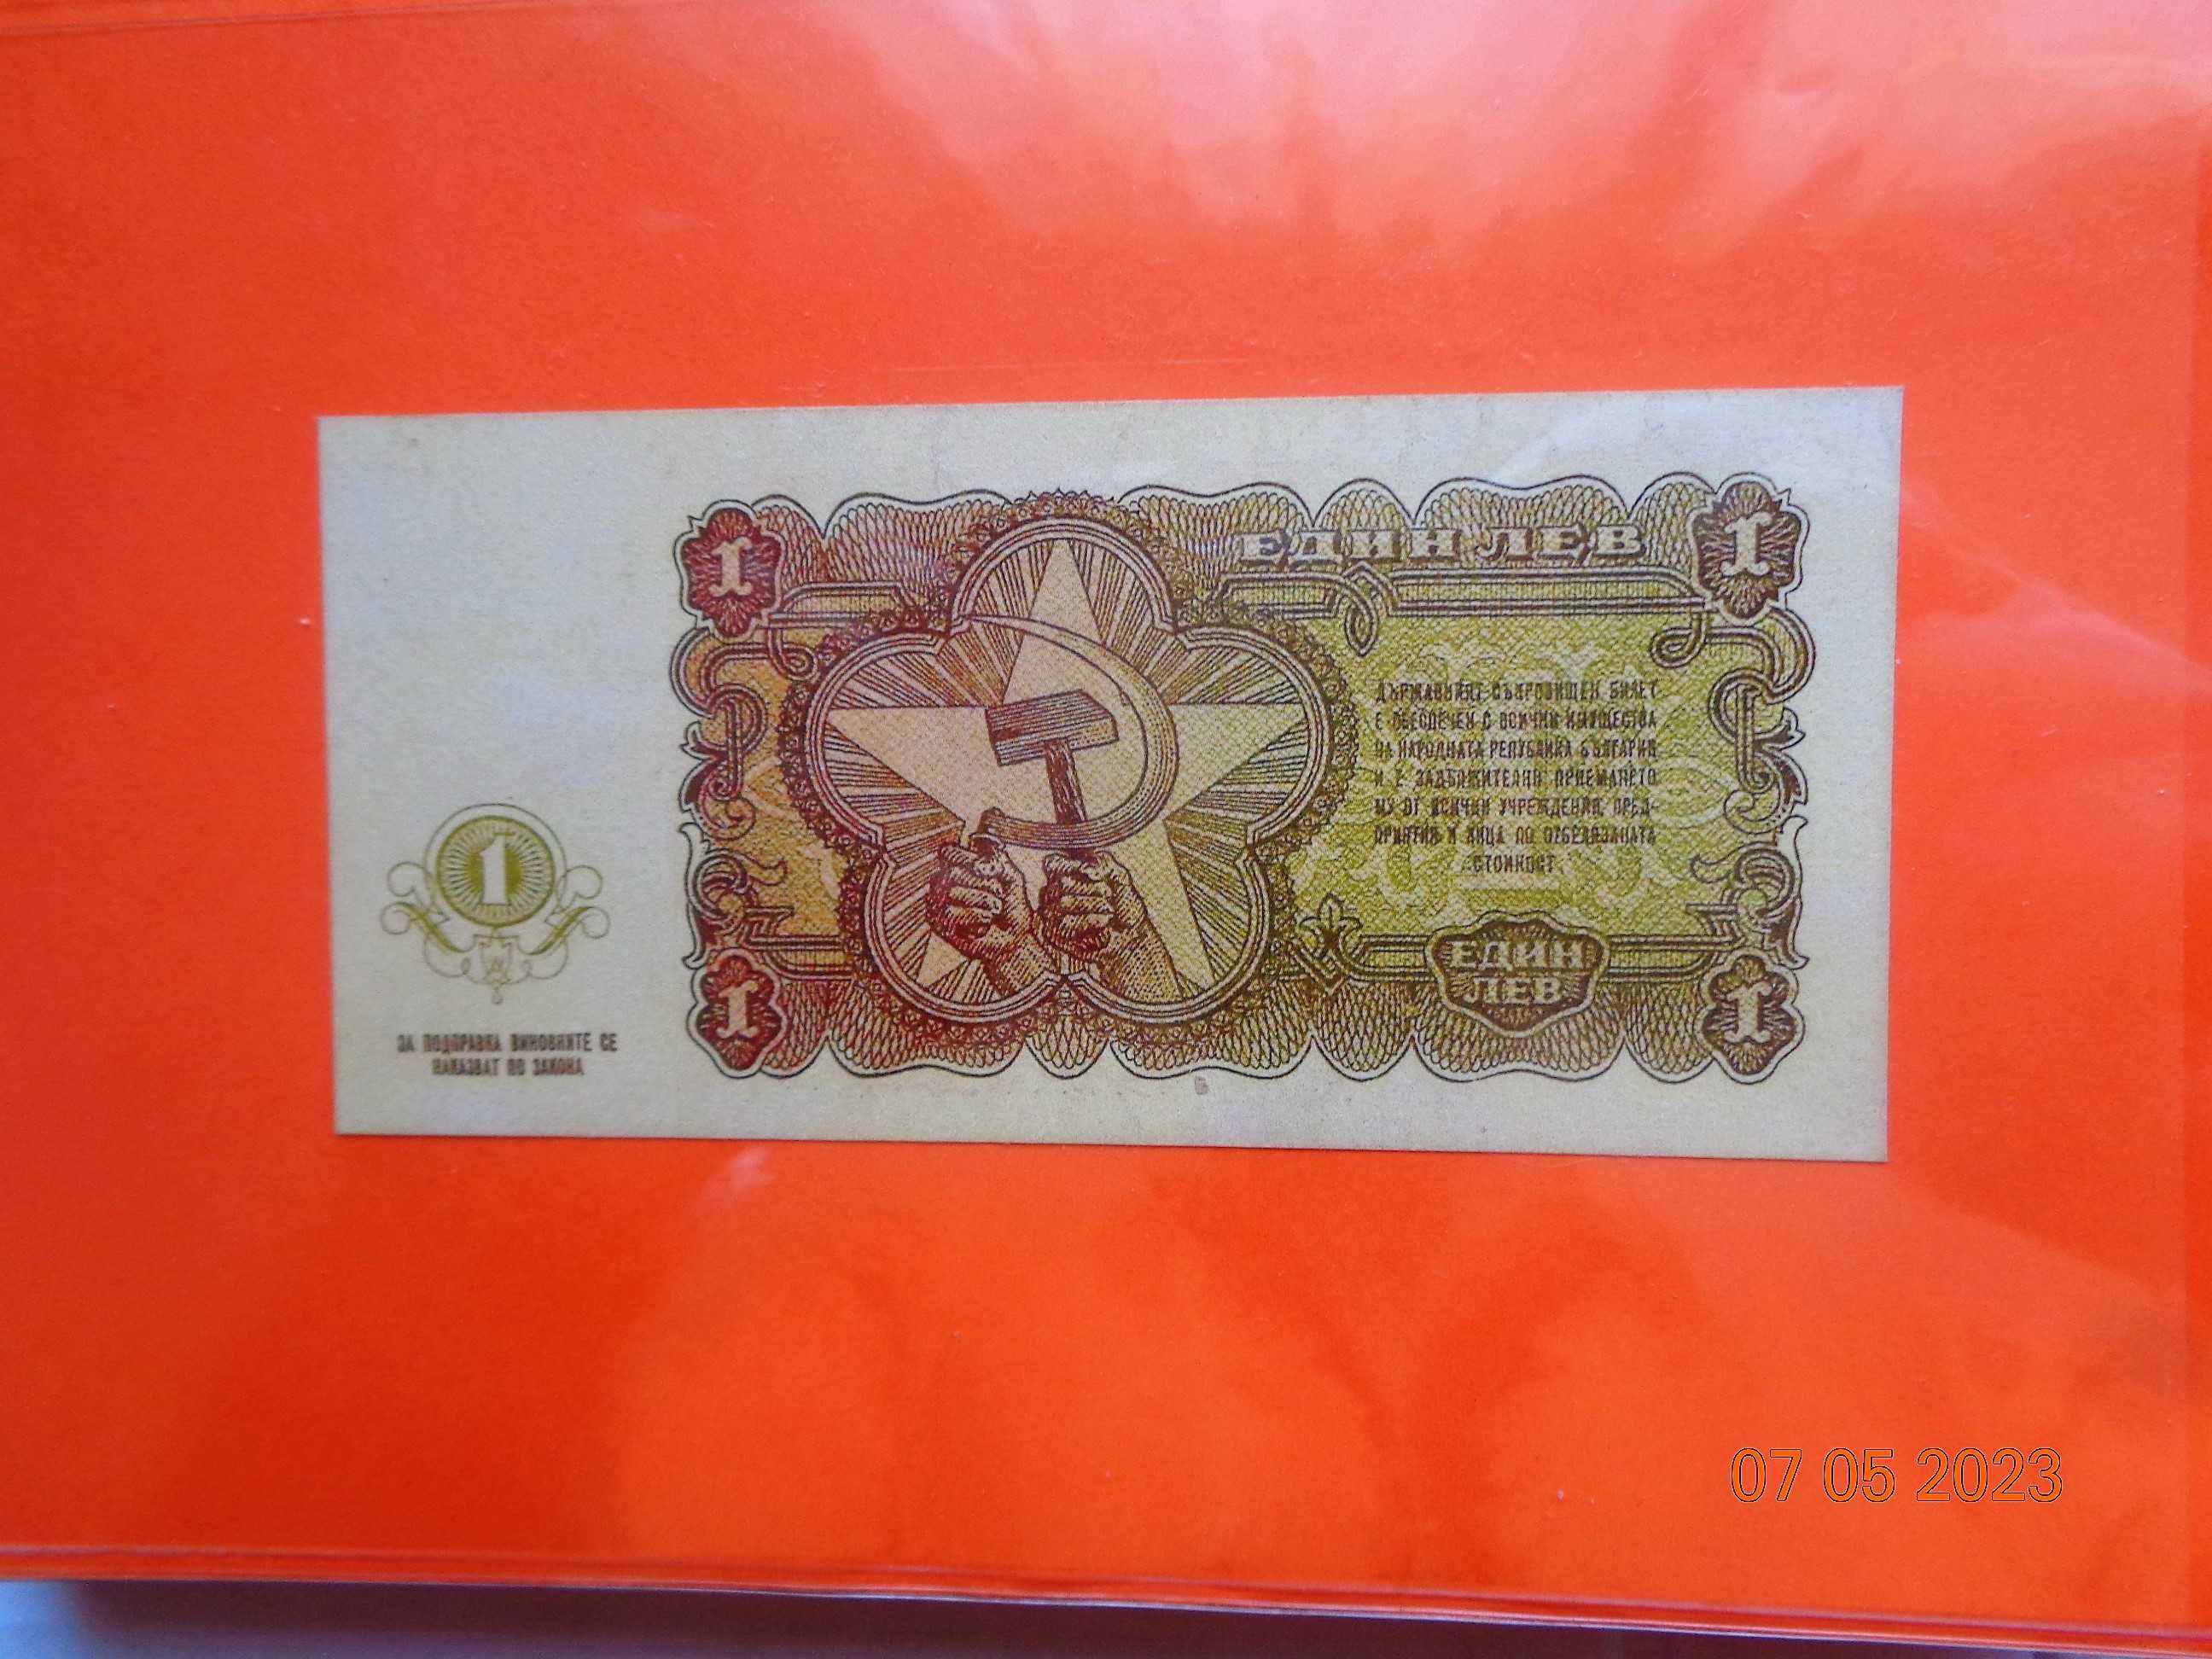 1
ЕДИН ЛЕВ
1
ДЪРЖАВНИЯТ СЪКРОВИЩЕН БИЛЕТ
Е ОБЕСПЕЧЕН С ВСИЧКИ ИМУЩЕСТВА
НА НАРОДНАТА РЕПУБЛИКА БЪЛГАРИЯ
И Е ЗАДЪЛЖИТЕЛНО ПРИЕМАНЕТО
МУ ОТ ВСИЧКИ УЧРЕЖДЕНИЯ, ПРЕД-
ПРИЯТИЯ И ЛИЦА ПО ОТБЕЛЯЗАНАТА
СТОЙНОСТ
1
ЕДИН
ЛЕВ
1
1
ЗА ПОДПРАВКА ВИНОВНИТЕ СЕ
НАКАЗВАТ ПО ЗАКОНА
07 05 2023